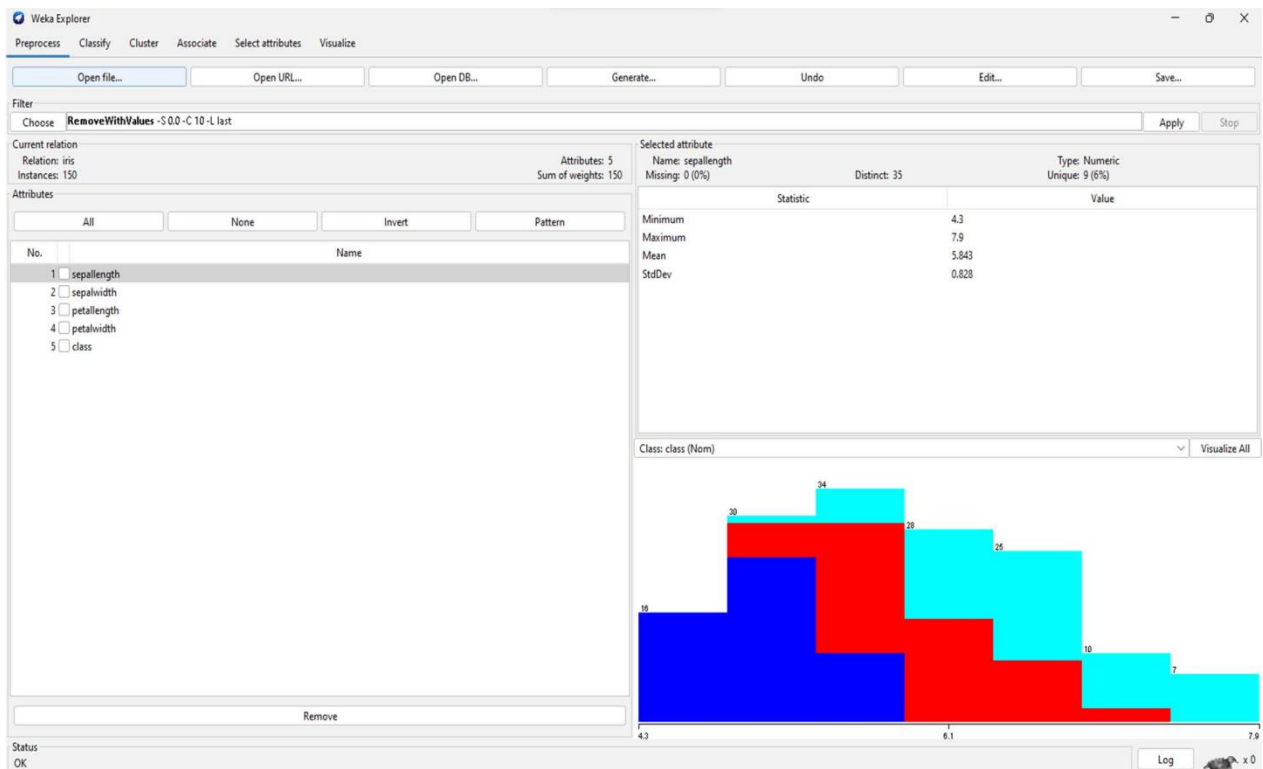 Weka Explorer
Preprocess Classify Cluster Associate Select attributes Visualize
Open file... Open URL... Open DB... Generate... Undo Edit... Save...
Filter
Choose RemoveWithValues -S 0.0 -C 10 -L last Apply Stop
Current relation
Relation: iris Attributes: 5
Instances: 150 Sum of weights: 150
Attributes
All None Invert Pattern
No. Name
1 sepallength
2 sepalwidth
3 petallength
4 petalwidth
5 class
Remove
Selected attribute
Name: sepallength Type: Numeric
Missing: 0 (0%) Distinct: 35 Unique: 9 (6%)
Statistic Value
Minimum 4.3
Maximum 7.9
Mean 5.843
StdDev 0.828
Class: class (Nom) Visualize All
16 30 34 28 25 10 7
4.3 6.1 7.9
Status
OK Log x 0